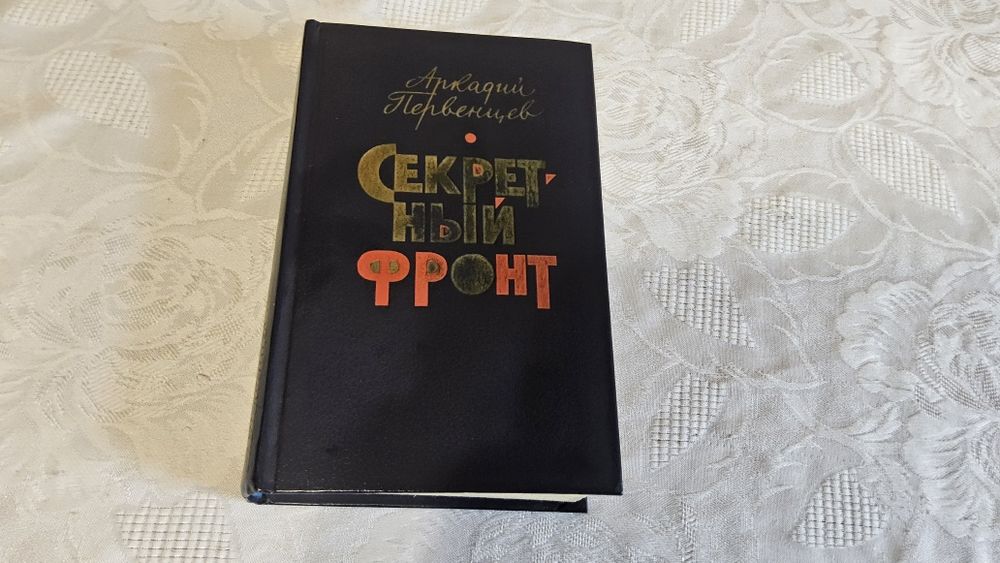 Аркадий
Первенцев
СЕКРЕТ-
НЫЙ
ФРОНТ